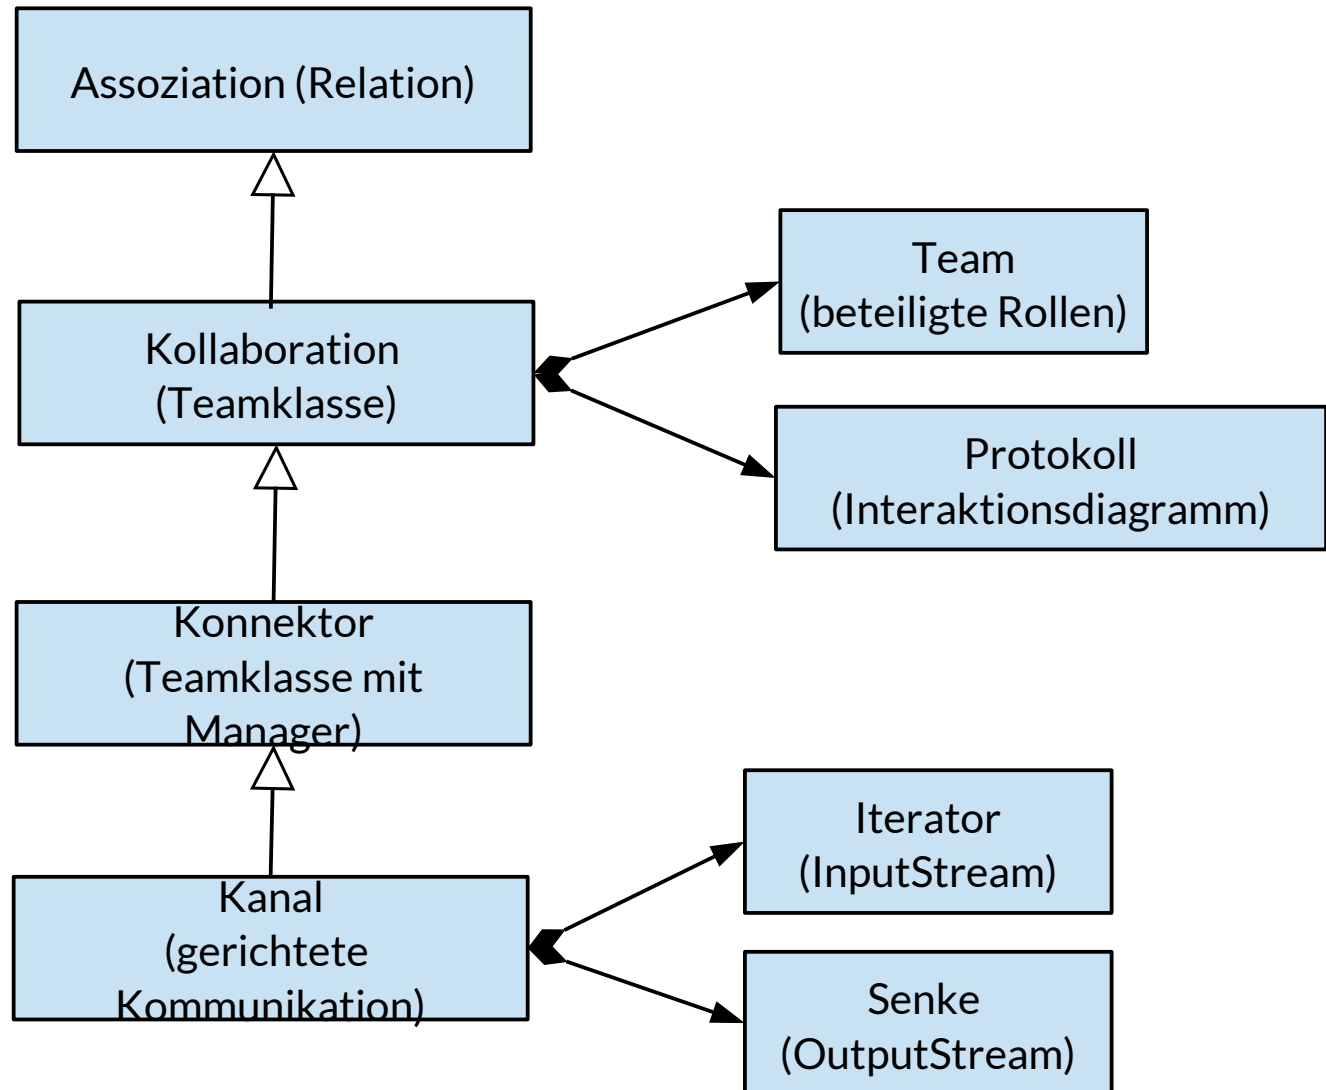 Assoziation (Relation)
Team
(beteiligte Rollen)
Kollaboration
(Teamklasse)
Protokoll
(Interaktionsdiagramm)
Konnektor
(Teamklasse mit
Manager)
Iterator
(InputStream)
Kanal
(gerichtete
Kommunikation)
Senke
(OutputStream)